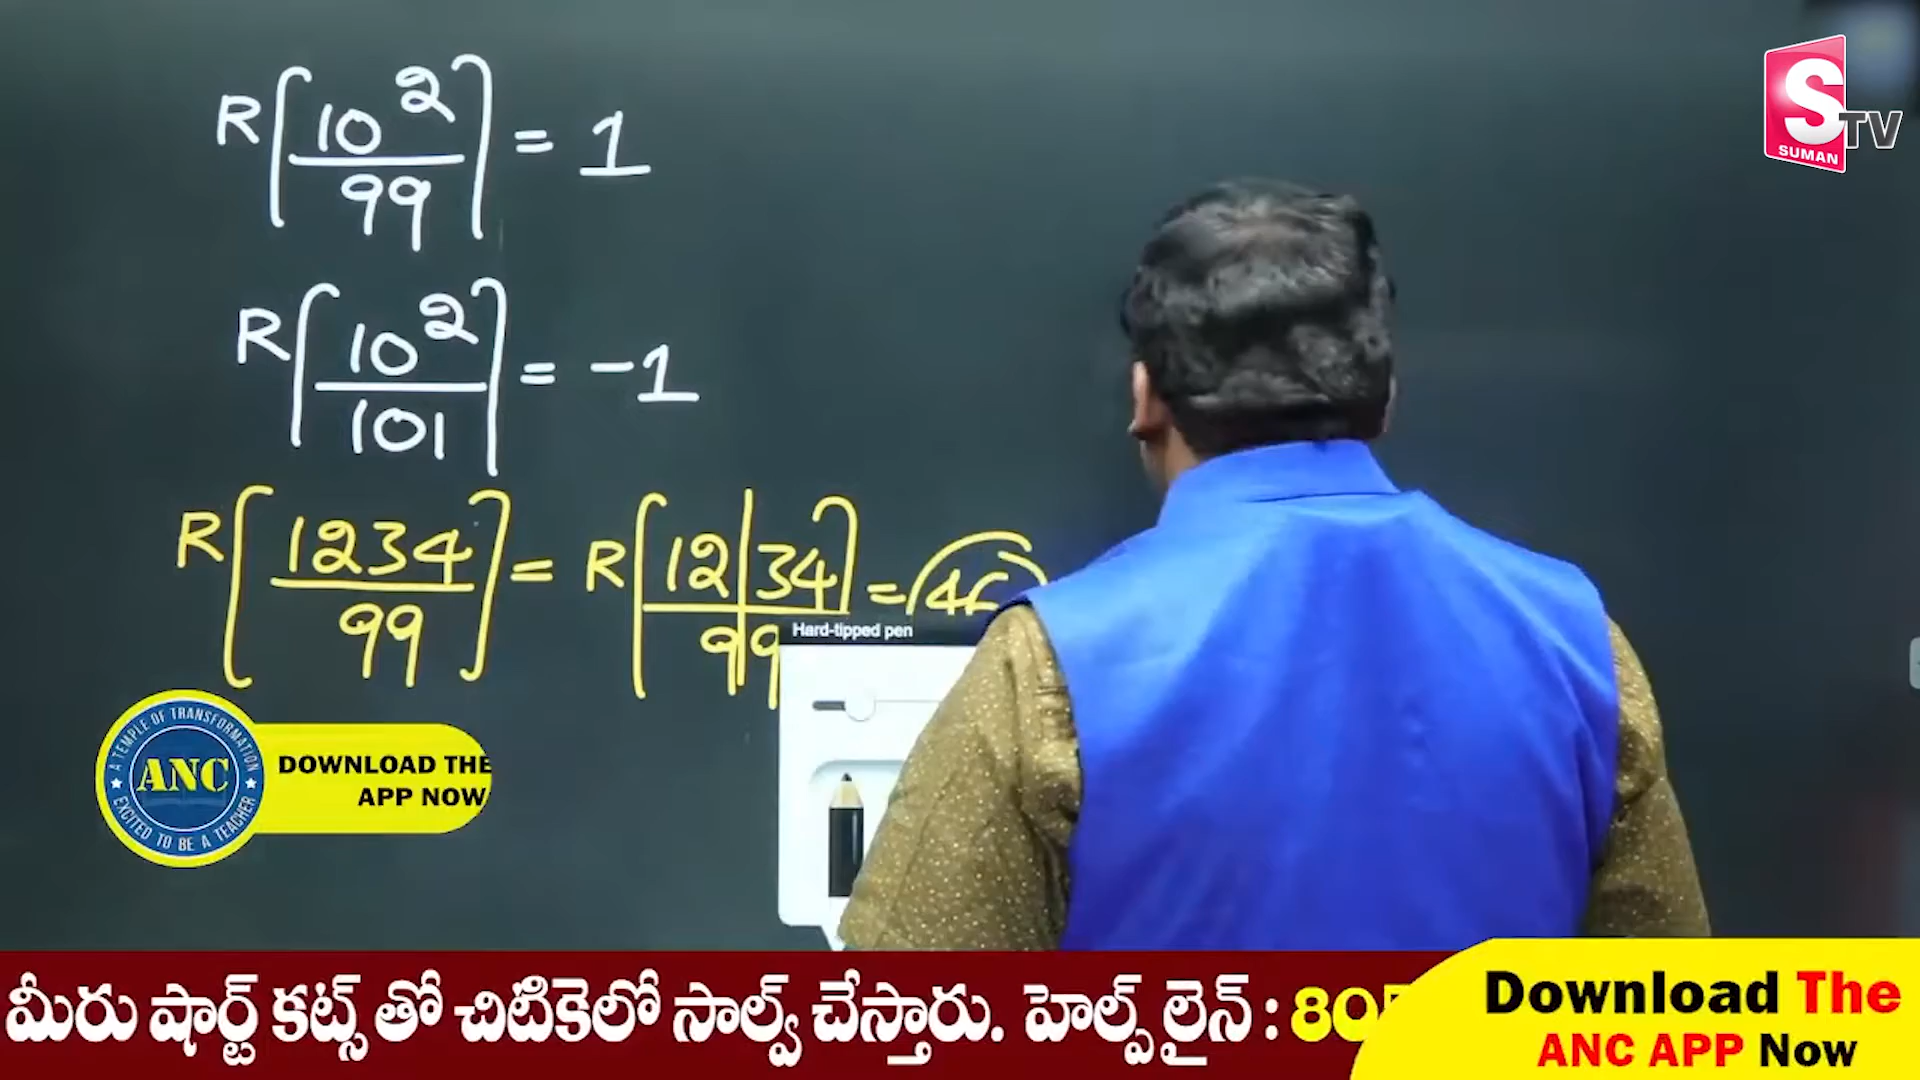 R[10²/99] = 1
R[10²/101] = -1
R[1234/99] = R[12|34/99] = 46
Hard-tipped pen
S TV
SUMAN
A TEMPLE OF TRANSFORMATION
ANC
EXCITED TO BE A TEACHER
DOWNLOAD THE
APP NOW
మీరు షార్ట్ కట్స్ తో చిటికెలో సాల్వ్ చేస్తారు. హెల్ప్ లైన్ : 80
Download The
ANC APP Now